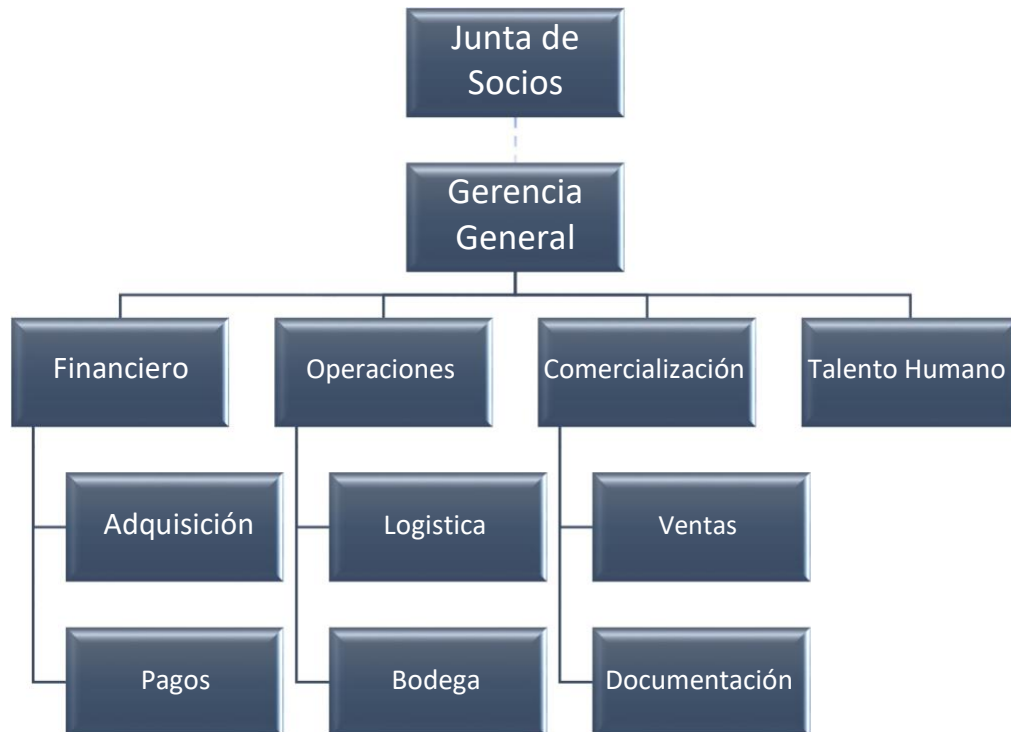 Junta de
Socios
Gerencia
General
Financiero
Operaciones
Comercialización
Talento Humano
Adquisición
Logistica
Ventas
Pagos
Bodega
Documentación